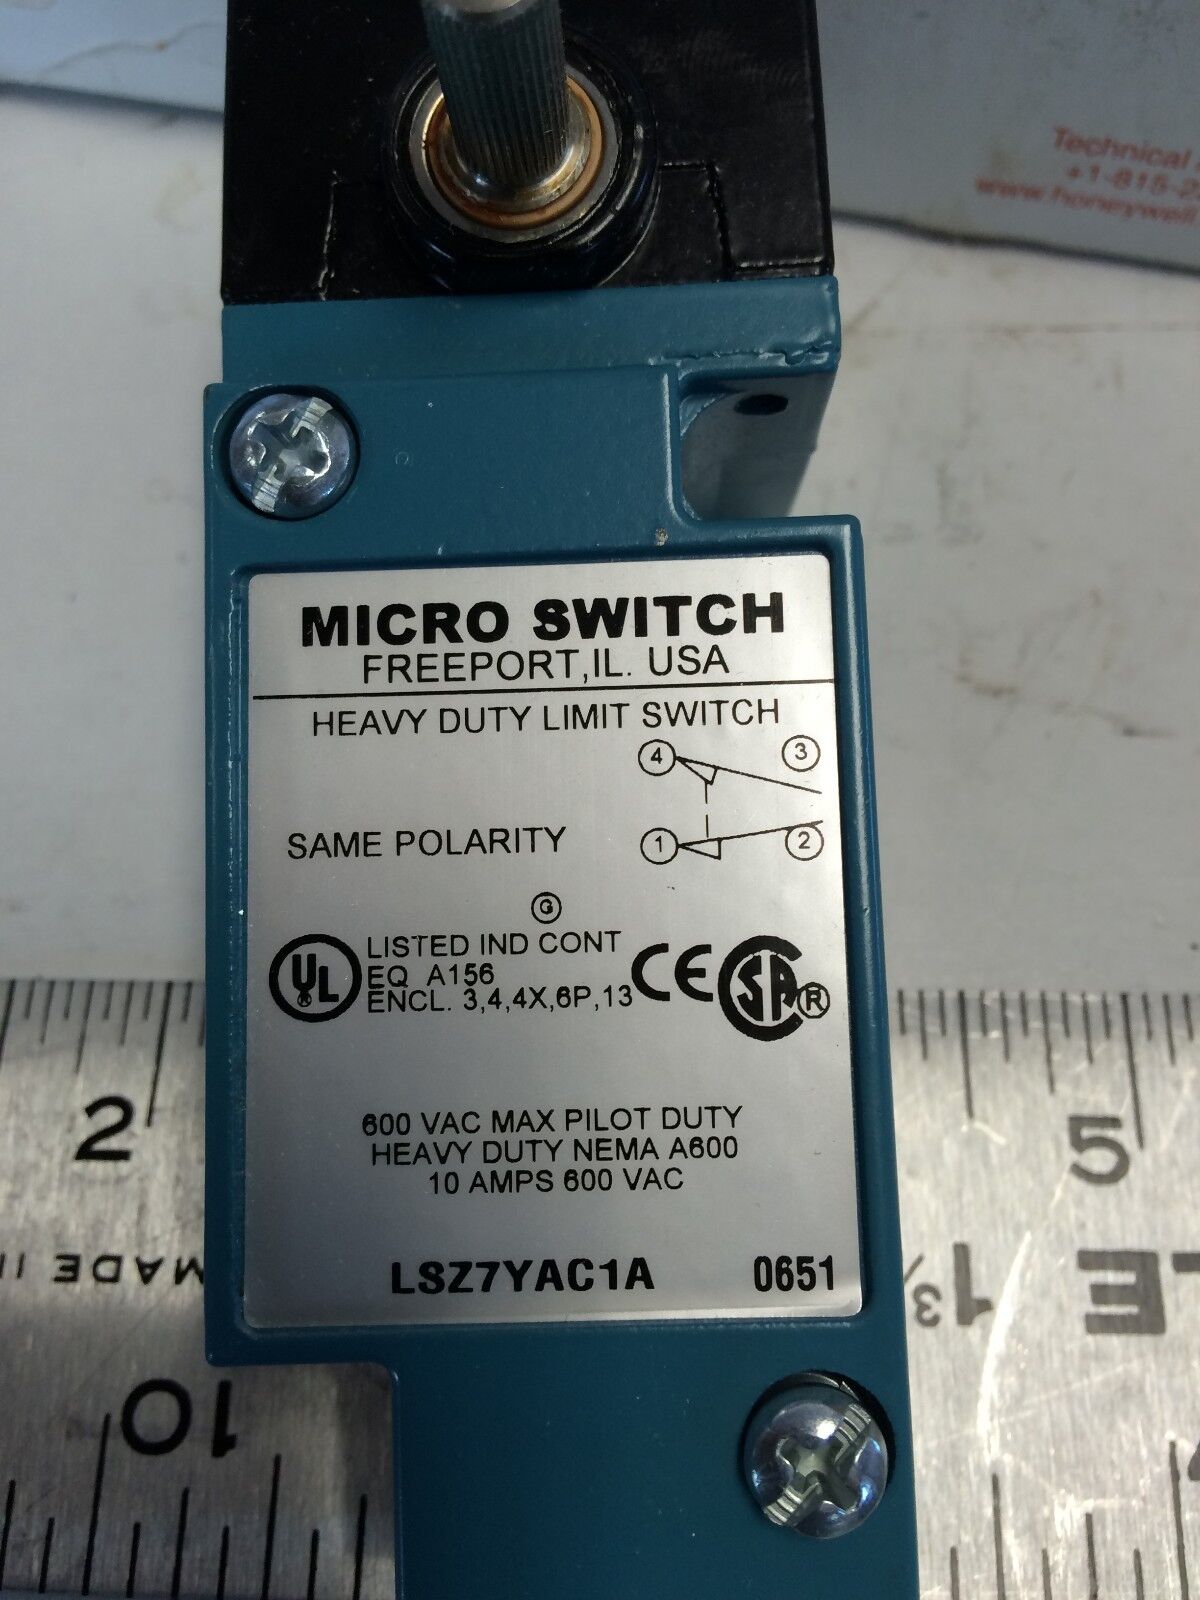 Technical
+1-815-2
www.honeywell
MICRO SWITCH
FREEPORT,IL. USA
HEAVY DUTY LIMIT SWITCH
4 3
SAME POLARITY
1 2
G
UL
LISTED IND CONT
EQ A156
ENCL. 3,4,4X,6P,13
CE
SA ®
600 VAC MAX PILOT DUTY
HEAVY DUTY NEMA A600
10 AMPS 600 VAC
LSZ7YAC1A 0651
2
5
MADE
10